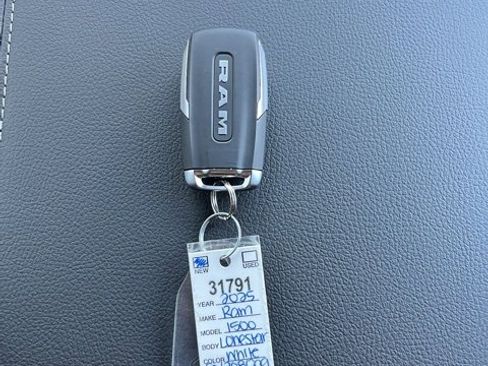 RAM
NEW USED
31791
YEAR 2025
MAKE Ram
MODEL 1500
BODY Lonestar
COLOR White